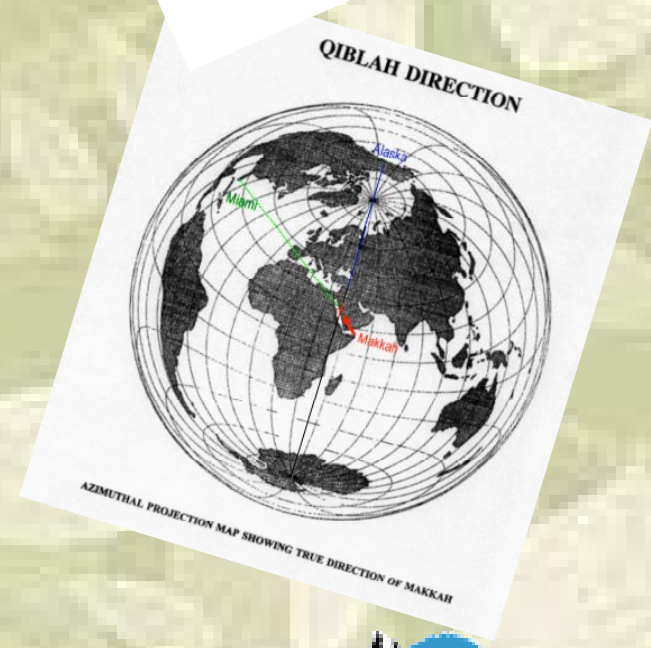 QIBLAH DIRECTION
Alaska
Miami
Makkah
AZIMUTHAL PROJECTION MAP SHOWING TRUE DIRECTION OF MAKKAH